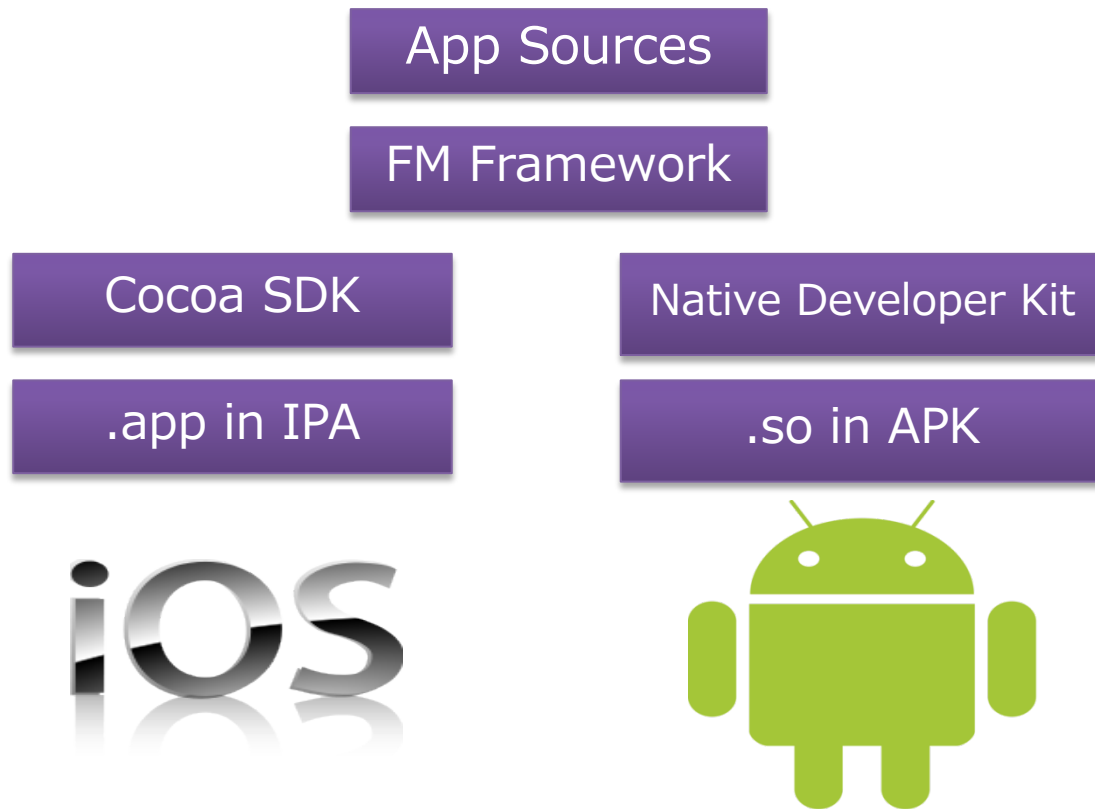 App Sources
FM Framework
Cocoa SDK
Native Developer Kit
.app in IPA
.so in APK
iOS